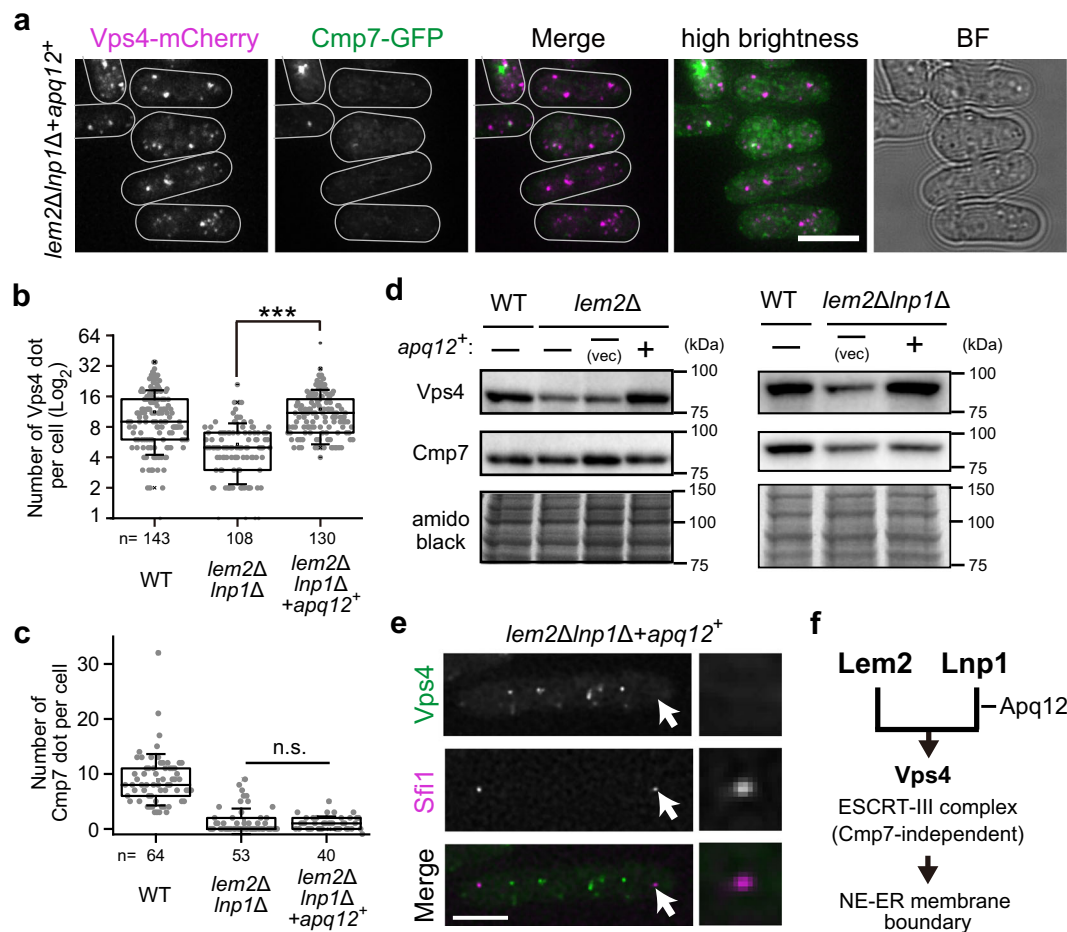 a
Vps4-mCherry Cmp7-GFP Merge high brightness BF
lem2Δlnp1Δ+apq12+
b
Number of Vps4 dot
per cell (Log2)
64
32
16
8
4
2
1
***
n= 143 108 130
WT
lem2Δ
lnp1Δ
lem2Δ
lnp1Δ
+apq12+
c
Number of
Cmp7 dot per cell
30
20
10
0
n.s.
n= 64 53 40
WT
lem2Δ
lnp1Δ
lem2Δ
lnp1Δ
+apq12+
d
WT lem2Δ
apq12+: — — — + (kDa)
(vec)
Vps4
100
75
Cmp7
100
75
amido
black
150
100
75
WT lem2Δlnp1Δ
— — + (kDa)
(vec)
100
75
100
75
150
100
75
e
lem2Δlnp1Δ+apq12+
Vps4
Sfi1
Merge
f
Lem2 Lnp1
Apq12
Vps4
ESCRT-III complex
(Cmp7-independent)
NE-ER membrane
boundary